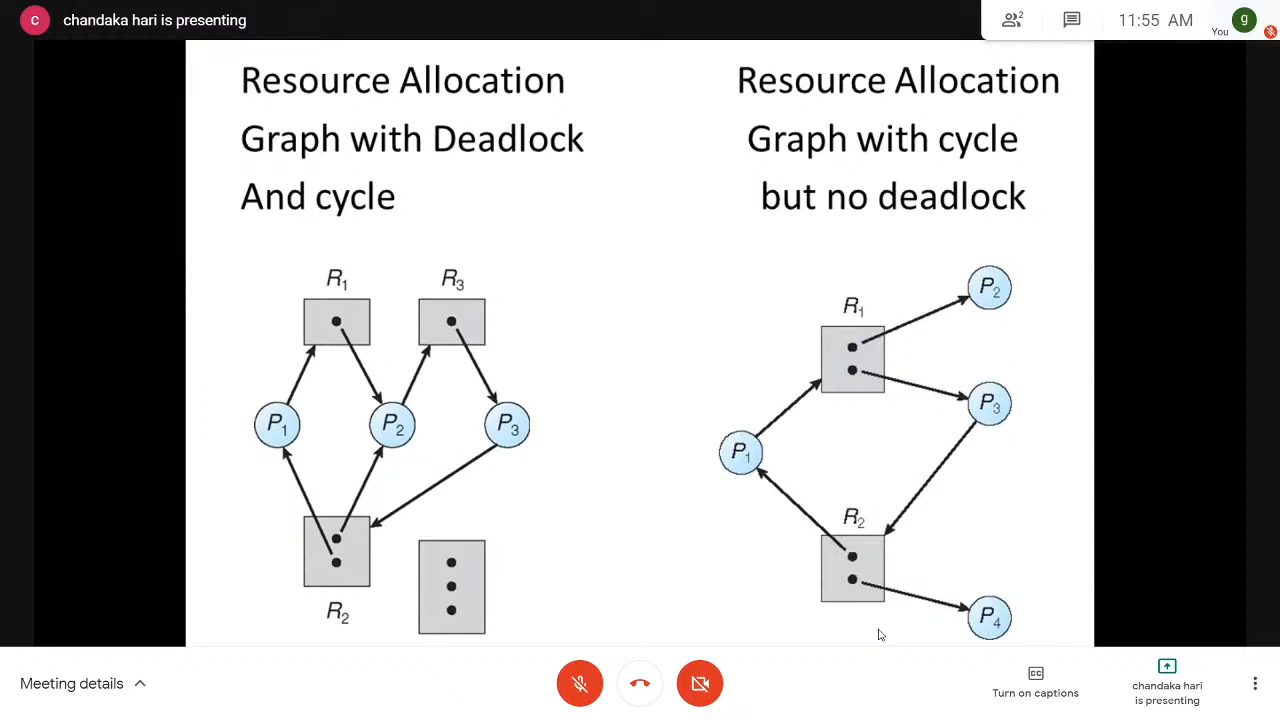 c chandaka hari is presenting
2
11:55 AM
You g
Resource Allocation
Graph with Deadlock
And cycle
Resource Allocation
Graph with cycle
but no deadlock
R1 R3
P1 P2 P3
R2
R1
P2
P3
P1
R2
P4
Meeting details
CC
Turn on captions
chandaka hari
is presenting